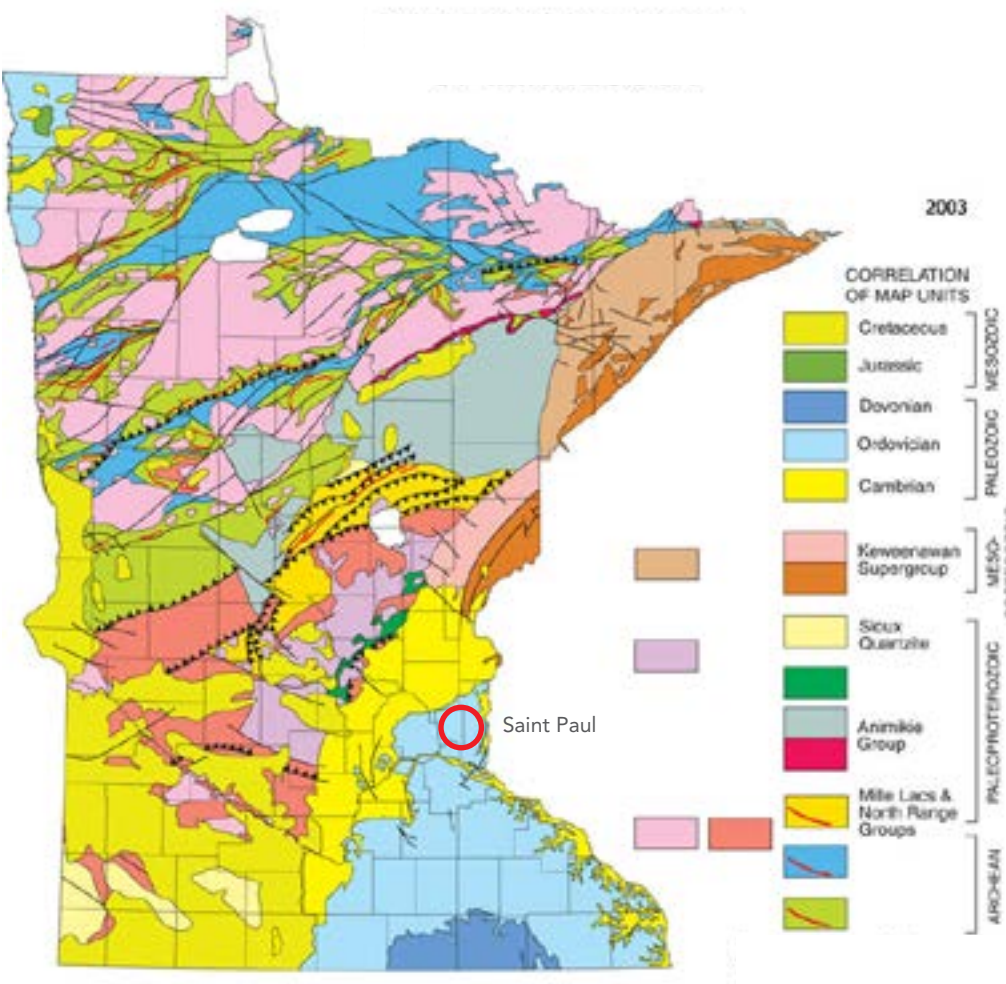 2003
CORRELATION
OF MAP UNITS
Cretaceous
Jurassic
MESOZOIC
Dovonian
Ordovician
Cambrian
PALEOZOIC
Keweenawan
Supergroup
MESO-
Sioux
Quartzite
Animikie
Group
Mille Lacs &
North Range
Groups
PALEOPROTEROZOIC
ARCHEAN
Saint Paul